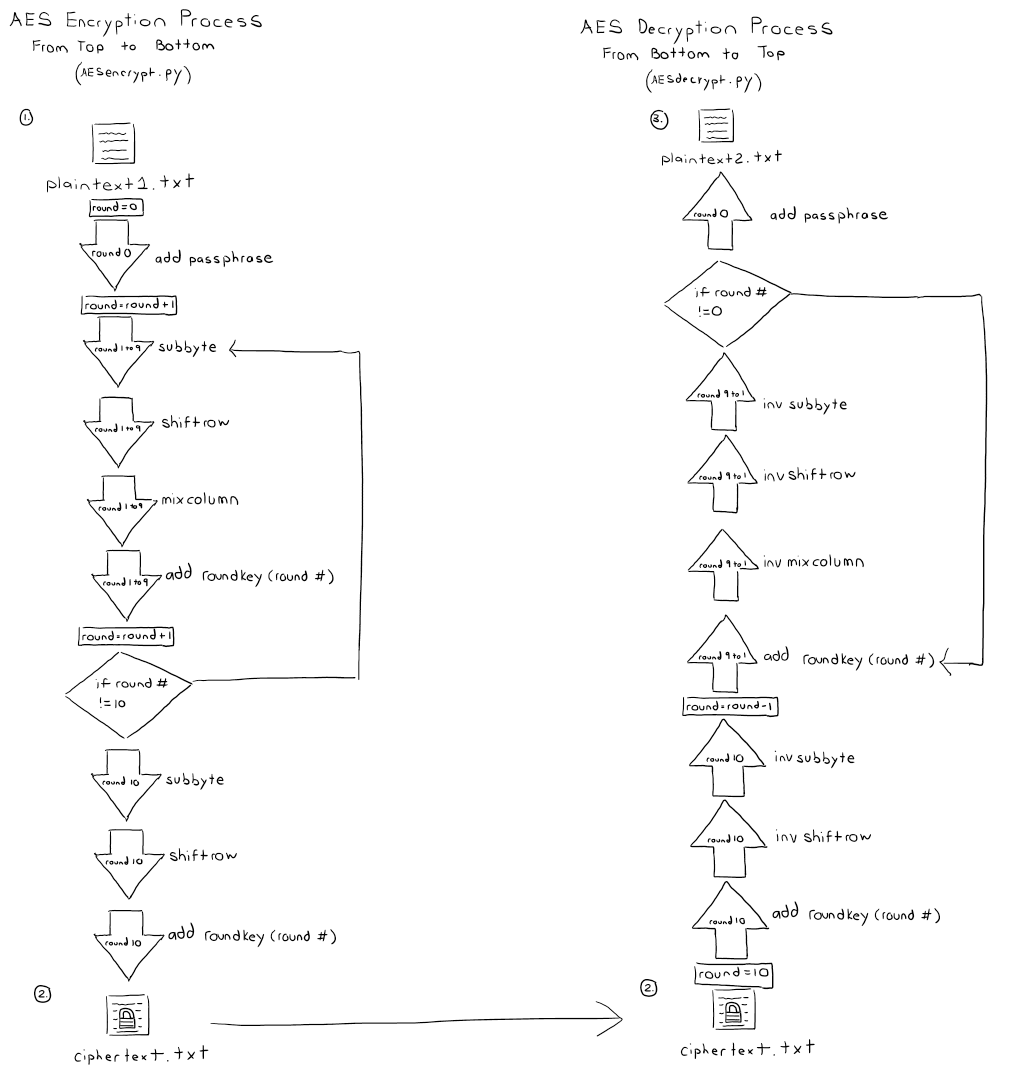 AES Encryption Process
From Top to Bottom
(AESencrypt.py)
1.
plaintext1.txt
round=0
round 0
add passphrase
round=round+1
round 1 to 9
subbyte
round 1 to 9
shiftrow
round 1 to 9
mixcolumn
round 1 to 9
add roundkey (round #)
round=round+1
if round #
!=10
round 10
subbyte
round 10
shiftrow
round 10
add roundkey (round #)
2.
ciphertext.txt
AES Decryption Process
From Bottom to Top
(AESdecrypt.py)
3.
plaintext2.txt
round 0
add passphrase
if round #
!=0
round 9 to 1
inv subbyte
round 9 to 1
inv shiftrow
round 9 to 1
inv mixcolumn
round 9 to 1
add roundkey (round #)
round=round-1
round 10
inv subbyte
round 10
inv shiftrow
round 10
add roundkey (round #)
round=10
2.
ciphertext.txt